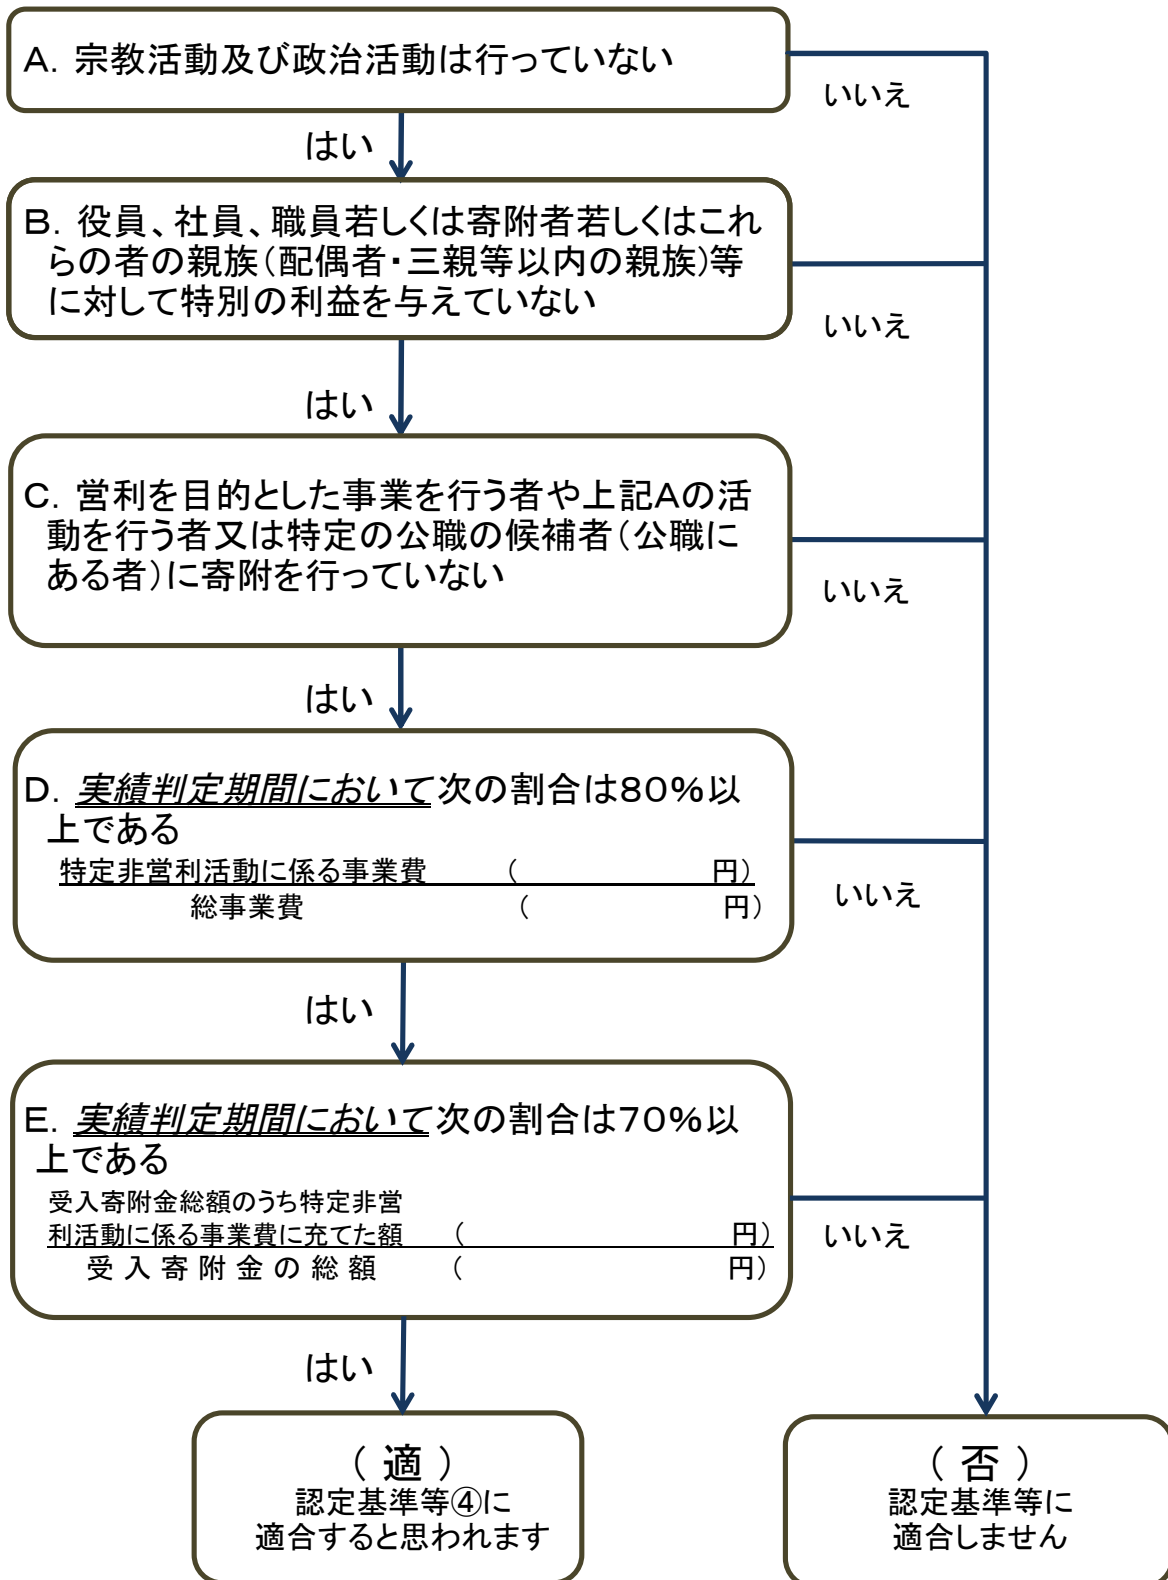 A. 宗教活動及び政治活動は行っていない
いいえ
はい
B. 役員、社員、職員若しくは寄附者若しくはこれ
らの者の親族(配偶者・三親等以内の親族)等
に対して特別の利益を与えていない
いいえ
はい
C. 営利を目的とした事業を行う者や上記Aの活
動を行う者又は特定の公職の候補者(公職に
ある者)に寄附を行っていない
いいえ
はい
D. 実績判定期間において次の割合は80%以
上である
特定非営利活動に係る事業費 ( 円)
総事業費 ( 円)
いいえ
はい
E. 実績判定期間において次の割合は70%以
上である
受入寄附金総額のうち特定非営
利活動に係る事業費に充てた額 ( 円)
受入寄附金の総額 ( 円)
いいえ
はい
(適)
認定基準等④に
適合すると思われます
(否)
認定基準等に
適合しません